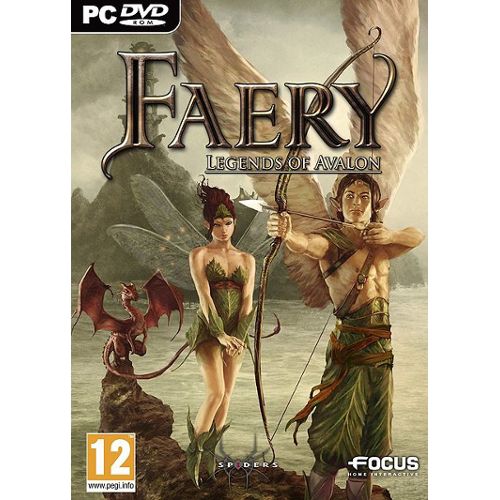 PC DVD
ROM
FAERY
LEGENDS OF AVALON
12
www.pegi.info
SPIDERS
FOCUS
HOME INTERACTIVE